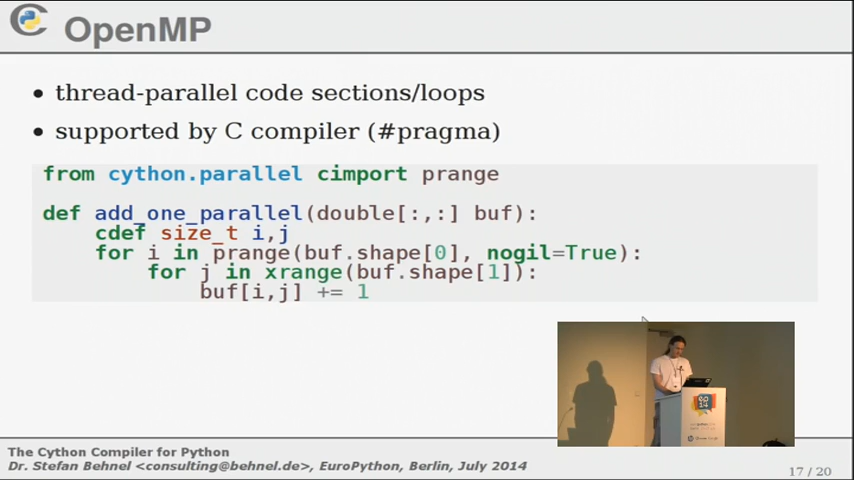 OpenMP
• thread-parallel code sections/loops
• supported by C compiler (#pragma)
from cython.parallel cimport prange
def add_one_parallel(double[:,:] buf):
    cdef size_t i,j
    for i in prange(buf.shape[0], nogil=True):
        for j in xrange(buf.shape[1]):
            buf[i,j] += 1
ep
14
The Cython Compiler for Python
Dr. Stefan Behnel <consulting@behnel.de>, EuroPython, Berlin, July 2014
17 / 20